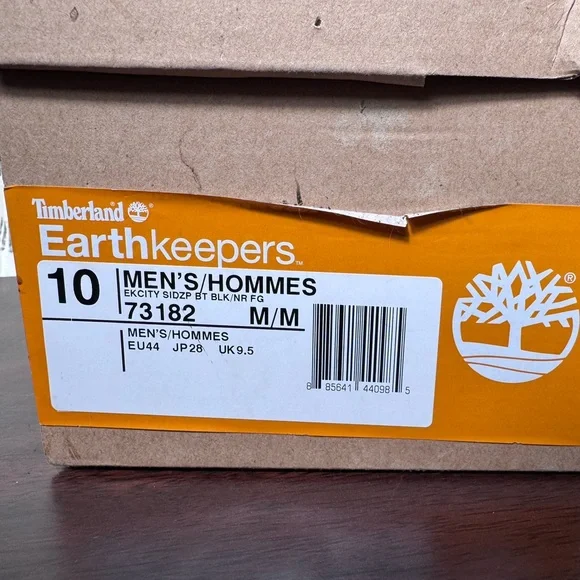 Timberland
Earthkeepers™
10 MEN'S/HOMMES
EKCITY SIDZP BT BLK/NR FG
73182 M/M
MEN'S/HOMMES
EU44 JP28 UK9.5
8 85641 44098 5
®